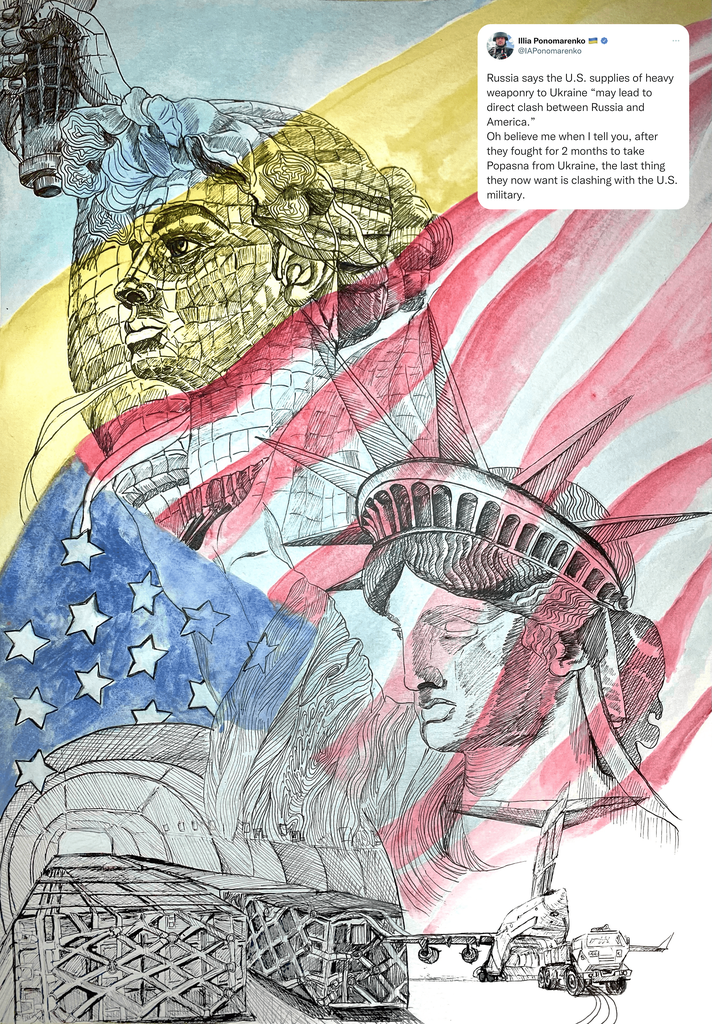 Illia Ponomarenko 🇺🇦
@IAPonomarenko
Russia says the U.S. supplies of heavy
weaponry to Ukraine “may lead to
direct clash between Russia and
America.”
Oh believe me when I tell you, after
they fought for 2 months to take
Popasna from Ukraine, the last thing
they now want is clashing with the U.S.
military.